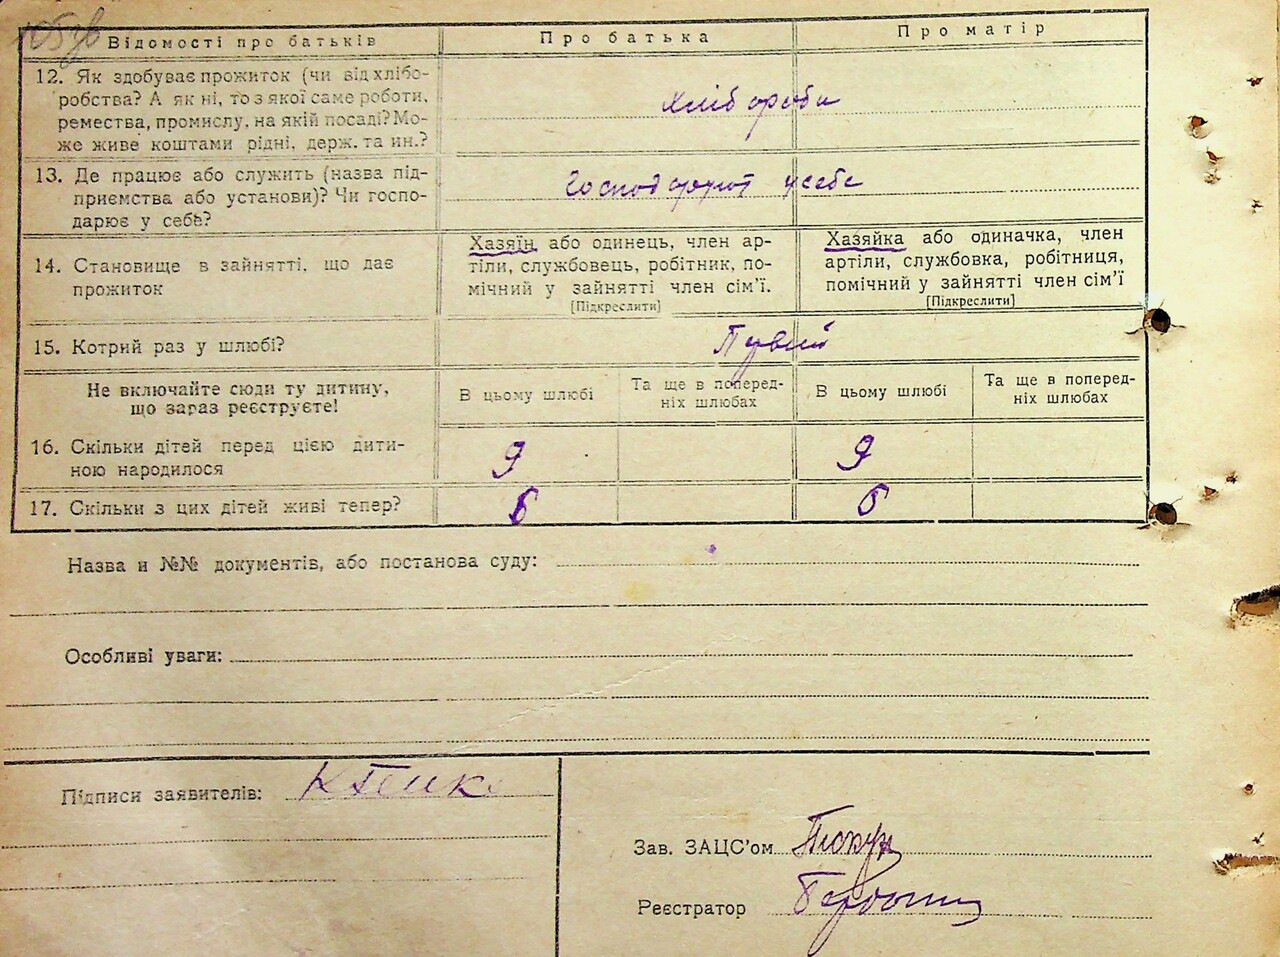 105 зв
Відомості про батьків
Про батька
Про матір
12. Як здобуває прожиток (чи від хлібо-
робства? А як ні, то з якої саме роботи,
ремества, промислу, на якій посаді? Мо-
же живе коштами рідні, держ. та ин.?
хлібороби
13. Де працює або служить (назва під-
приємства або установи)? Чи госпо-
дарює у себе?
Господарюют у себе
14. Становище в зайнятті, що дає
прожиток
Хазяїн або одинець, член ар-
тіли, службовець, робітник, по-
мічний у зайнятті член сім’ї.
[Підкреслити]
Хазяйка або одиначка, член
артіли, службовка, робітниця,
помічний у зайнятті член сім’ї
[Підкреслити]
15. Котрий раз у шлюбі?
Первий
Не включайте сюди ту дитину,
що зараз реєструєте!
В цьому шлюбі
Та ще в поперед-
ніх шлюбах
В цьому шлюбі
Та ще в поперед-
ніх шлюбах
16. Скільки дітей перед цією дити-
ною народилося
9
9
17. Скільки з цих дітей живі тепер?
6
6
Назва и №№ документів, або постанова суду:
Особливі уваги:
Підписи заявителів:
Зав. ЗАЦС’ом
Реєстратор